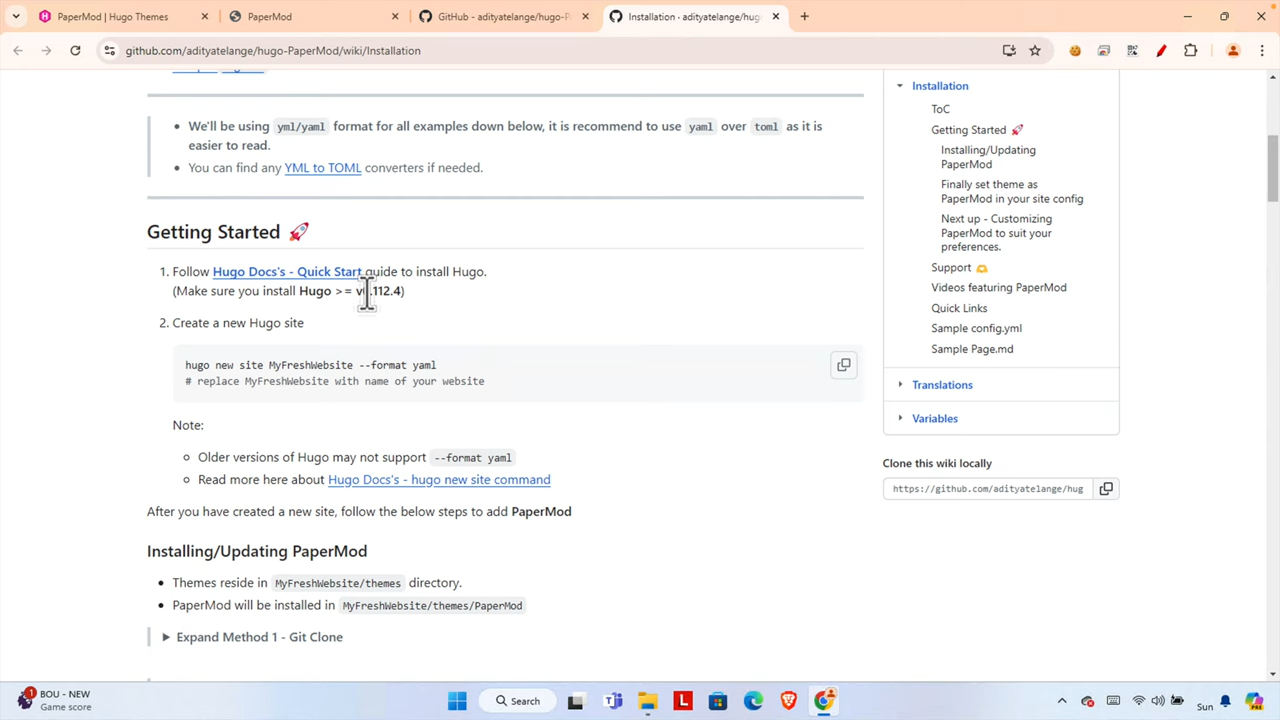 PaperMod | Hugo Themes
PaperMod
GitHub - adityatelange/hugo-P
Installation · adityatelange/hug
github.com/adityatelange/hugo-PaperMod/wiki/Installation
We'll be using yml/yaml format for all examples down below, it is recommend to use yaml over toml as it is
easier to read.
You can find any YML to TOML converters if needed.
Getting Started 🚀
1. Follow Hugo Docs's - Quick Start guide to install Hugo.
(Make sure you install Hugo >= v0.112.4)
2. Create a new Hugo site
hugo new site MyFreshWebsite --format yaml
# replace MyFreshWebsite with name of your website
Note:
Older versions of Hugo may not support --format yaml
Read more here about Hugo Docs's - hugo new site command
After you have created a new site, follow the below steps to add PaperMod
Installing/Updating PaperMod
Themes reside in MyFreshWebsite/themes directory.
PaperMod will be installed in MyFreshWebsite/themes/PaperMod
Expand Method 1 - Git Clone
Installation
ToC
Getting Started 🚀
Installing/Updating
PaperMod
Finally set theme as
PaperMod in your site config
Next up - Customizing
PaperMod to suit your
preferences.
Support 🫶
Videos featuring PaperMod
Quick Links
Sample config.yml
Sample Page.md
Translations
Variables
Clone this wiki locally
https://github.com/adityatelange/hug
1
BOU - NEW
Game score
Search
L
Sun